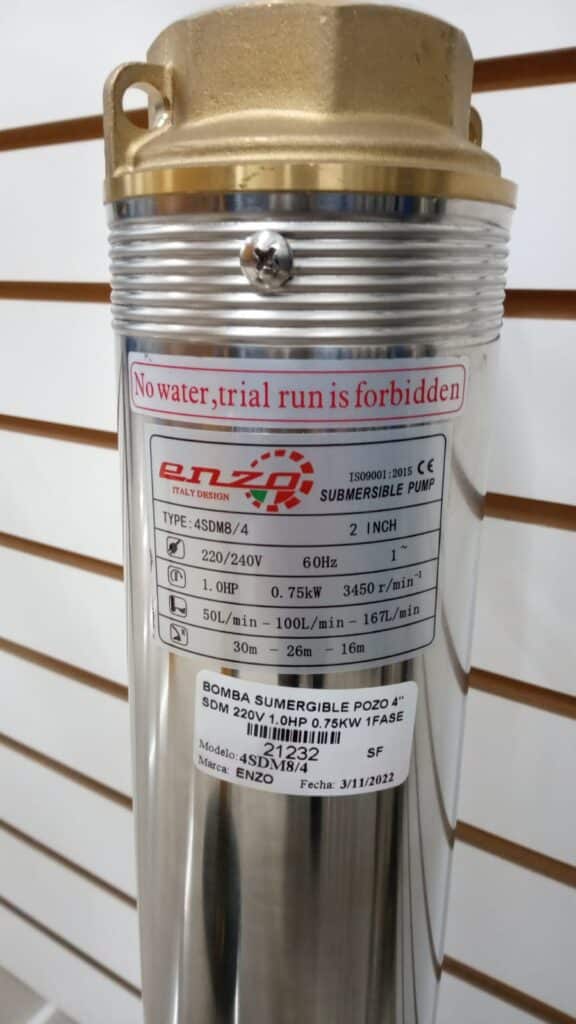 No water,trial run is forbidden
enzo
ITALY DESIGN
ISO9001:2015 CE
SUBMERSIBLE PUMP
TYPE:4SDM8/4 2 INCH
220/240V 60Hz 1~
1.0HP 0.75kW 3450 r/min⁻¹
50L/min - 100L/min - 167L/min
30m - 26m - 16m
BOMBA SUMERGIBLE POZO 4"
SDM 220V 1.0HP 0.75KW 1FASE
21232 SF
Modelo: 4SDM8/4
Marca: ENZO Fecha: 3/11/2022